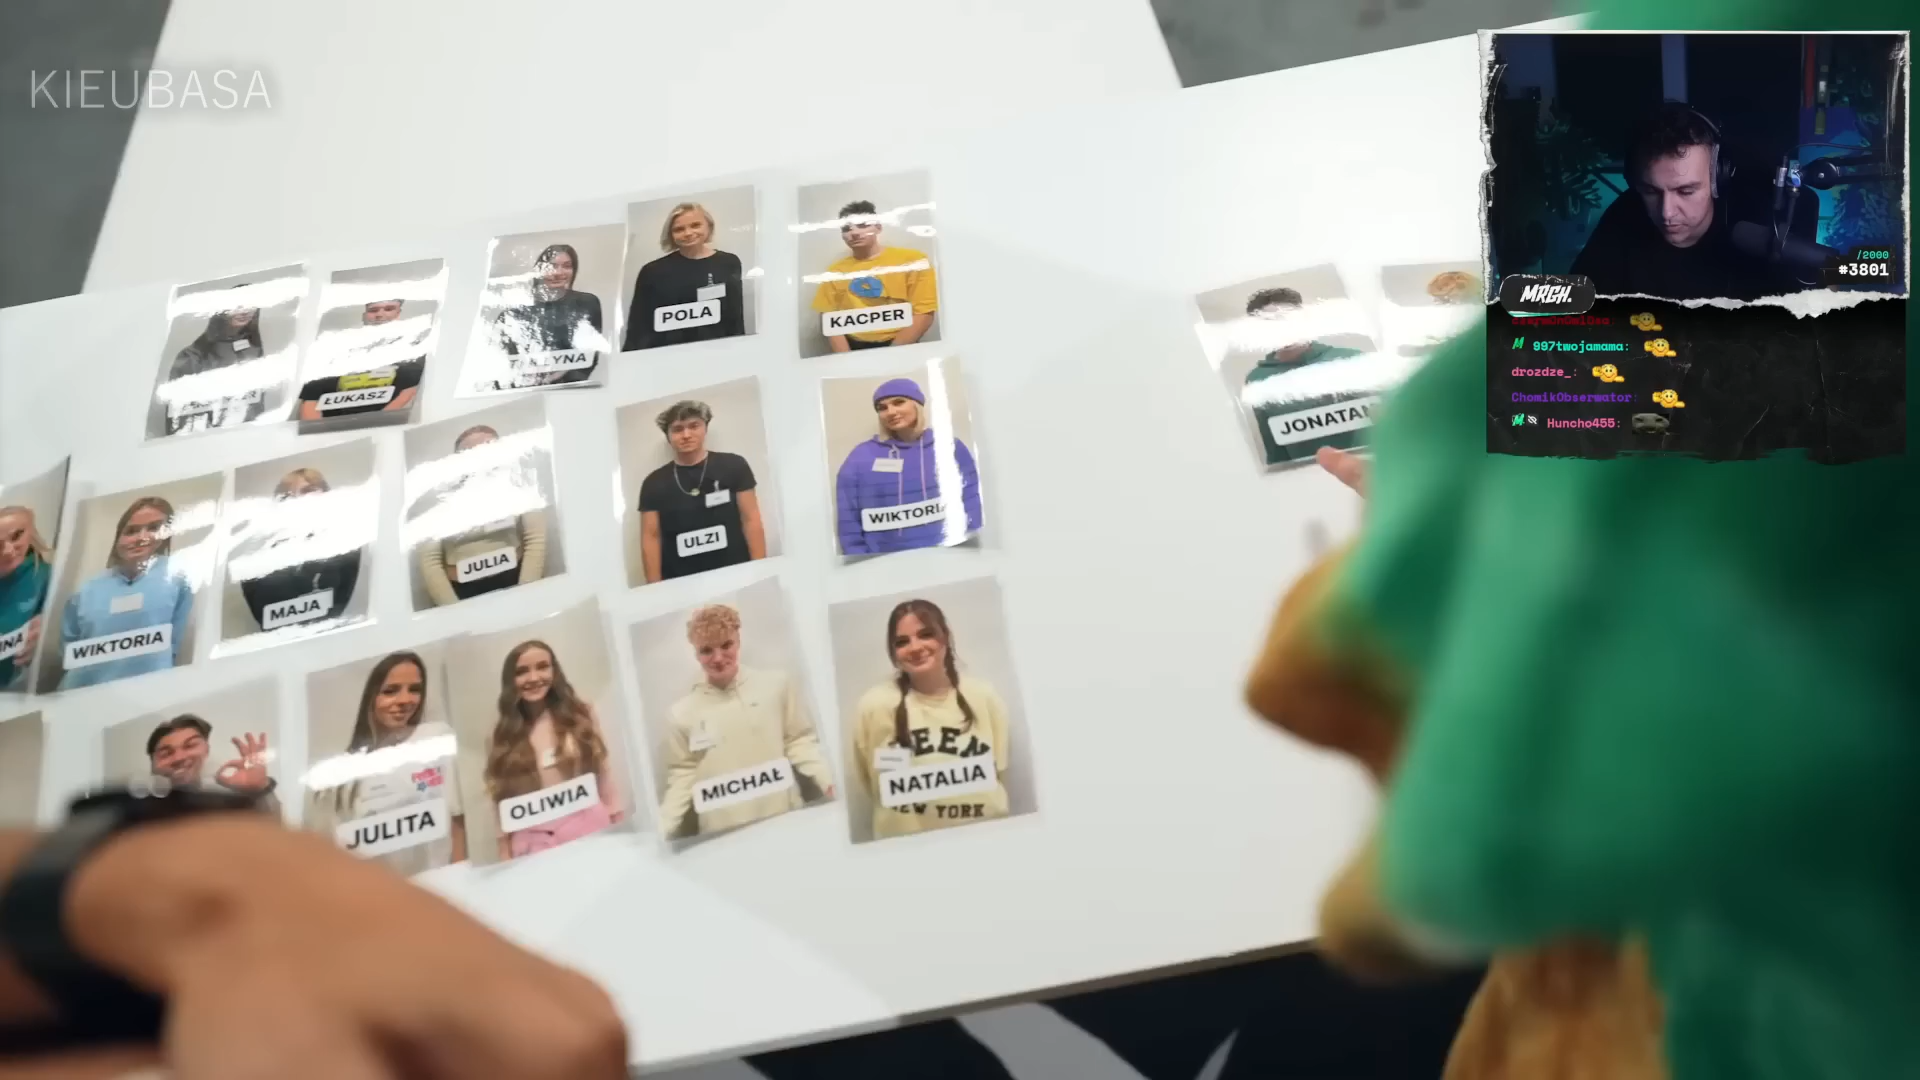 KIEUBASA
POLA
KACPER
ŁUKASZ
WIKTORIA
MAJA
JULIA
ULZI
JULITA
OLIWIA
MICHAŁ
NATALIA
NEW YORK
JONATAN
/2000
#3801
MRGH.
997twojamama:
drozdze_:
ChomikObserwator:
Huncho455: